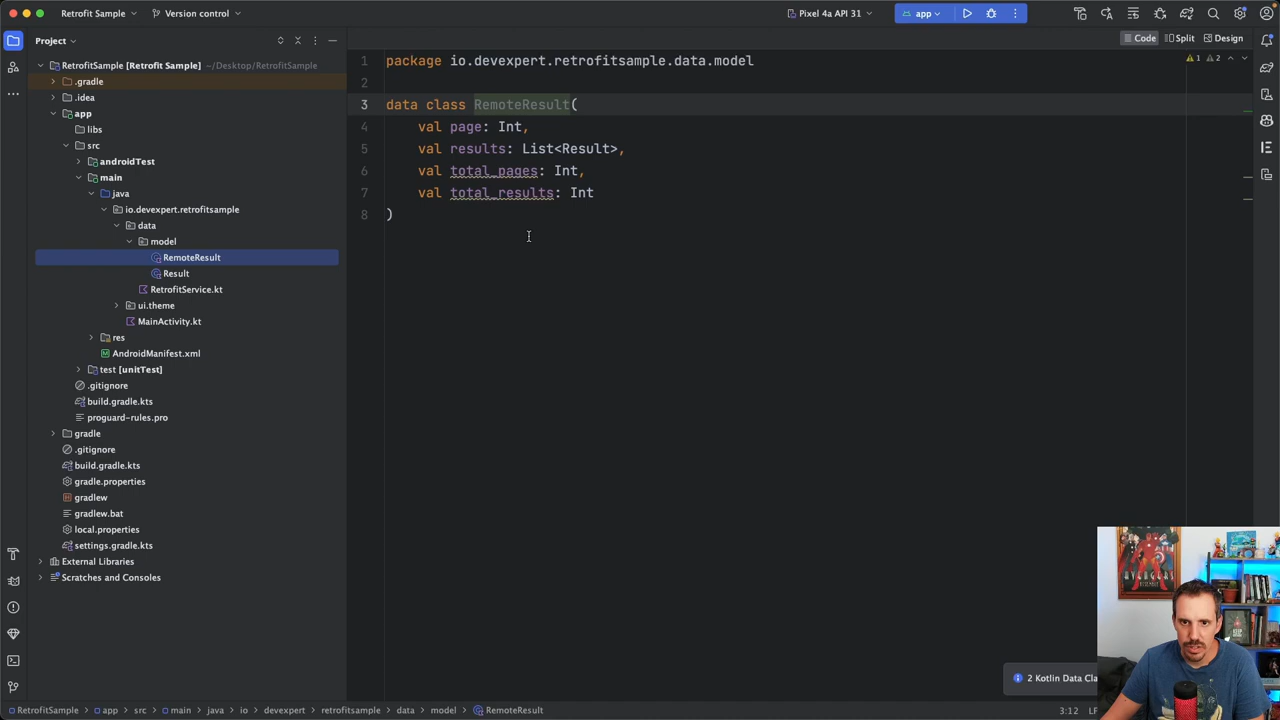 Retrofit Sample
Version control
Pixel 4a API 31
app
Project
Code
Split
Design
RetrofitSample [Retrofit Sample] ~/Desktop/RetrofitSample
.gradle
.idea
app
libs
src
androidTest
main
java
io.devexpert.retrofitsample
data
model
RemoteResult
Result
RetrofitService.kt
ui.theme
MainActivity.kt
res
AndroidManifest.xml
test [unitTest]
.gitignore
build.gradle.kts
proguard-rules.pro
gradle
.gitignore
build.gradle.kts
gradle.properties
gradlew
gradlew.bat
local.properties
settings.gradle.kts
External Libraries
Scratches and Consoles
1 package io.devexpert.retrofitsample.data.model
2
3 data class RemoteResult(
4 val page: Int,
5 val results: List<Result>,
6 val total_pages: Int,
7 val total_results: Int
8 )
1 2
2 Kotlin Data Cla
RetrofitSample > app > src > main > java > io > devexpert > retrofitsample > data > model > RemoteResult
3:12 LF